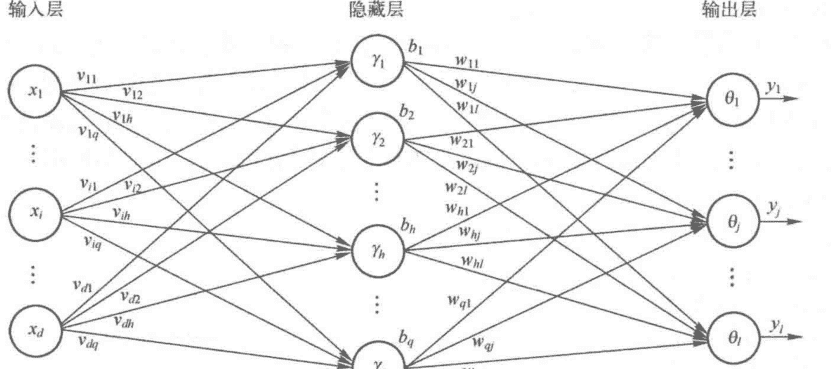 输入层 隐藏层 输出层
x₁ v₁₁ v₁₂ v₁ₕ v₁q
⋮
xᵢ vᵢ₁ vᵢ₂ vᵢₕ viq
⋮
xd vd1 vd2 vdh vdq
γ₁ b₁ w₁₁ w₁ⱼ w₁ₗ
γ₂ b₂ w₂₁ w₂ⱼ w₂ₗ
⋮
γₕ bₕ wₕ₁ wₕⱼ wₕₗ
⋮
bq wq1 wqj
θ₁ y₁
⋮
θⱼ yⱼ
⋮
θₗ yₗ